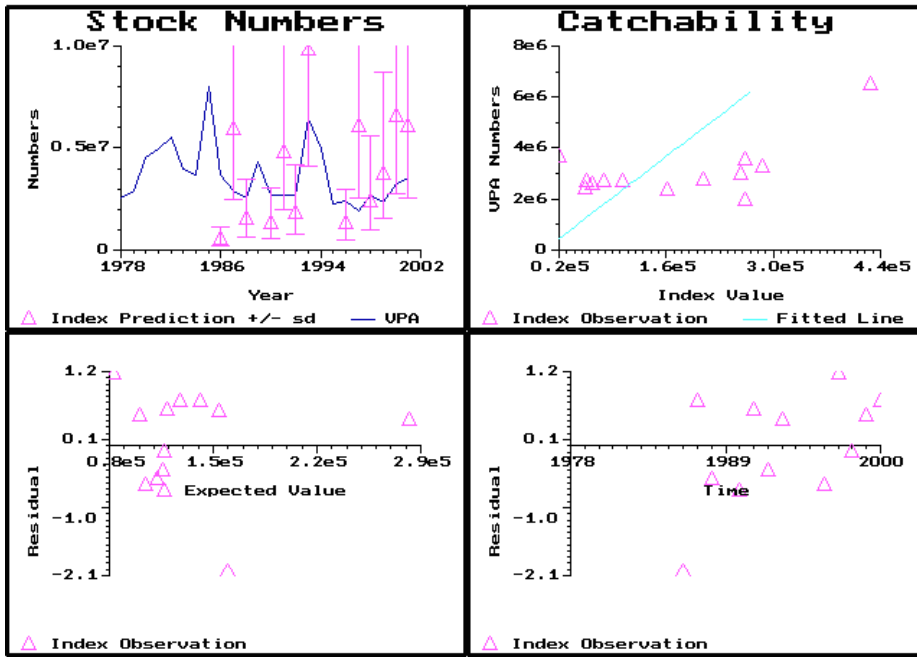 Stock Numbers
1.0e7
0.5e7
0
Numbers
1978 1986 1994 2002
Year
Index Prediction +/- sd VPA
Catchability
8e6
6e6
4e6
2e6
0
VPA Numbers
0.2e5 1.6e5 3.0e5 4.4e5
Index Value
Index Observation Fitted Line
1.2
0.1
-1.0
-2.1
Residual
0.8e5 1.5e5 2.2e5 2.9e5
Expected Value
Index Observation
1.2
0.1
-1.0
-2.1
Residual
1978 1989 2000
Time
Index Observation